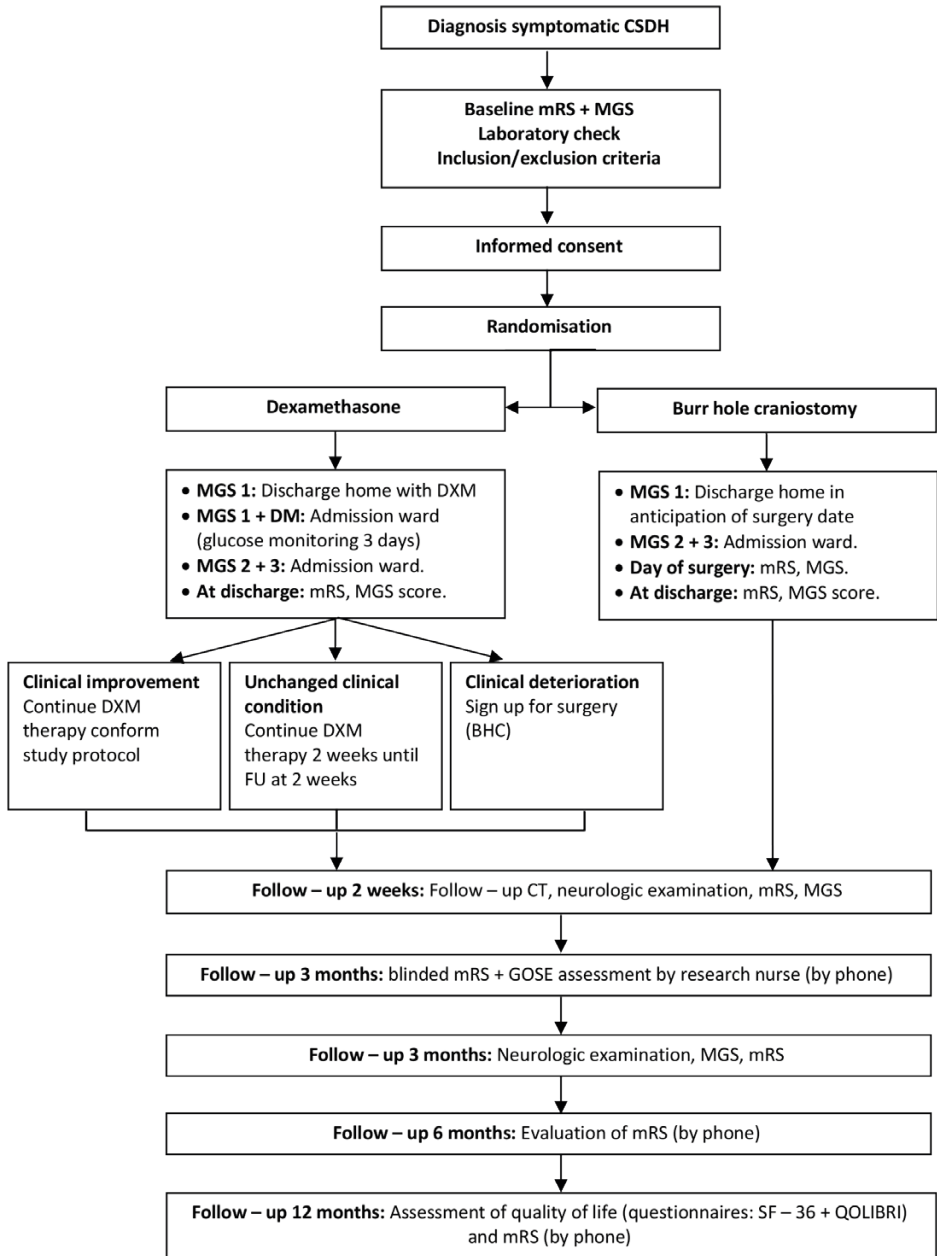 Diagnosis symptomatic CSDH
Baseline mRS + MGS
Laboratory check
Inclusion/exclusion criteria
Informed consent
Randomisation
Dexamethasone
Burr hole craniostomy
• MGS 1: Discharge home with DXM
• MGS 1 + DM: Admission ward
(glucose monitoring 3 days)
• MGS 2 + 3: Admission ward.
• At discharge: mRS, MGS score.
• MGS 1: Discharge home in
anticipation of surgery date
• MGS 2 + 3: Admission ward.
• Day of surgery: mRS, MGS.
• At discharge: mRS, MGS score.
Clinical improvement
Continue DXM
therapy conform
study protocol
Unchanged clinical
condition
Continue DXM
therapy 2 weeks until
FU at 2 weeks
Clinical deterioration
Sign up for surgery
(BHC)
Follow – up 2 weeks: Follow – up CT, neurologic examination, mRS, MGS
Follow – up 3 months: blinded mRS + GOSE assessment by research nurse (by phone)
Follow – up 3 months: Neurologic examination, MGS, mRS
Follow – up 6 months: Evaluation of mRS (by phone)
Follow – up 12 months: Assessment of quality of life (questionnaires: SF – 36 + QOLIBRI)
and mRS (by phone)